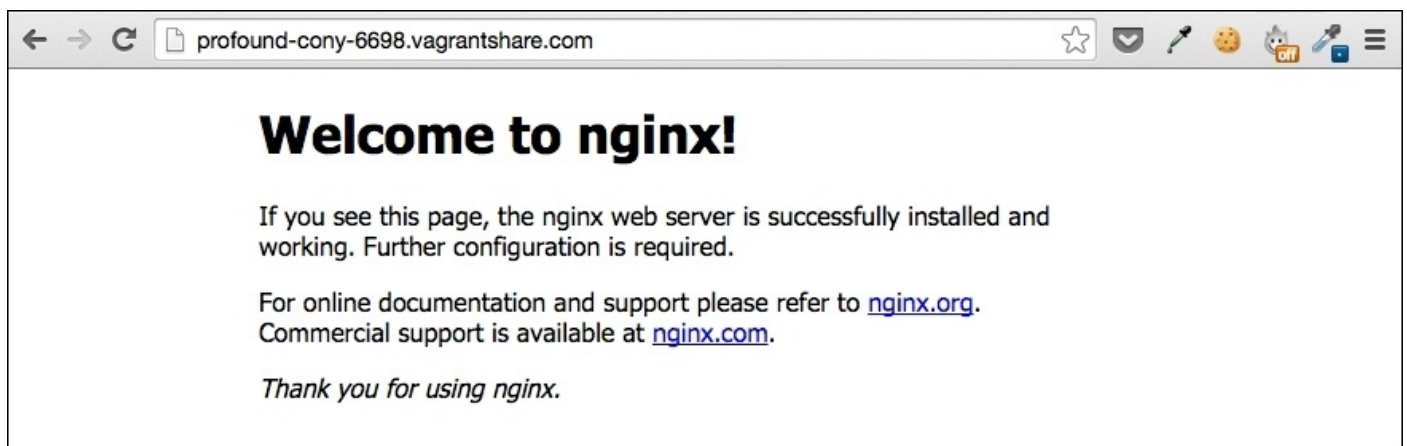 profound-cony-6698.vagrantshare.com
off
Welcome to nginx!
If you see this page, the nginx web server is successfully installed and
working. Further configuration is required.
For online documentation and support please refer to nginx.org.
Commercial support is available at nginx.com.
Thank you for using nginx.